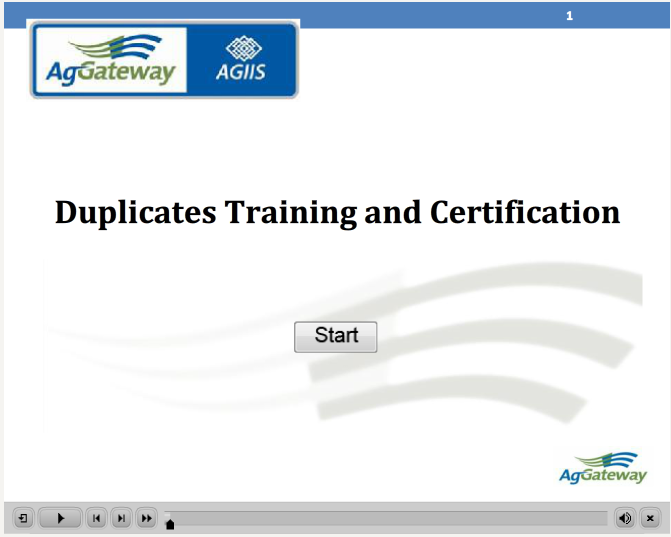 1
AgGateway
AGIIS
Duplicates Training and Certification
Start
AgGateway